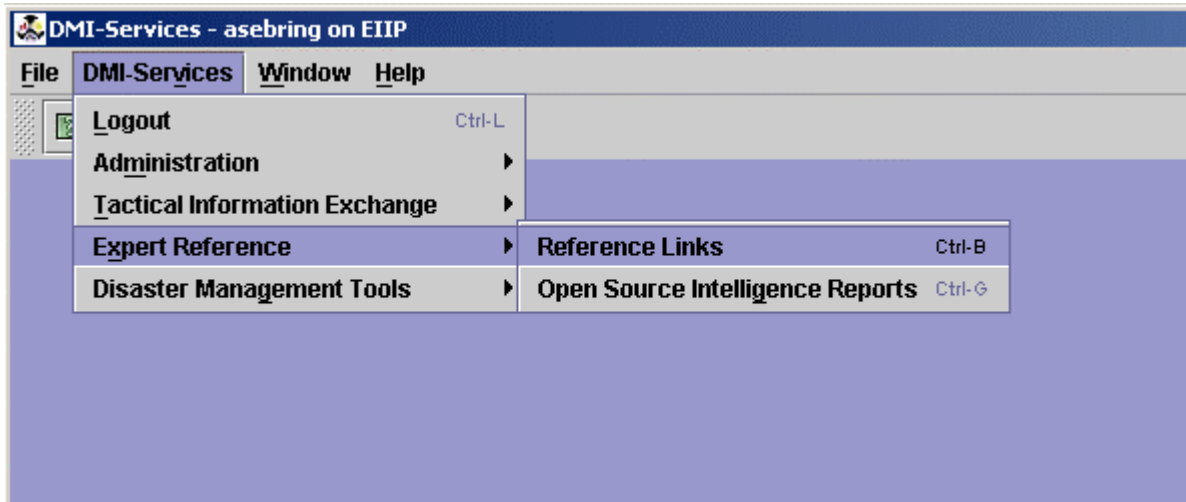 DMI-Services - asebring on EIIP
File DMI-Services Window Help
Logout Ctrl-L
Administration
Tactical Information Exchange
Expert Reference
Reference Links Ctrl-B
Disaster Management Tools
Open Source Intelligence Reports Ctrl-G